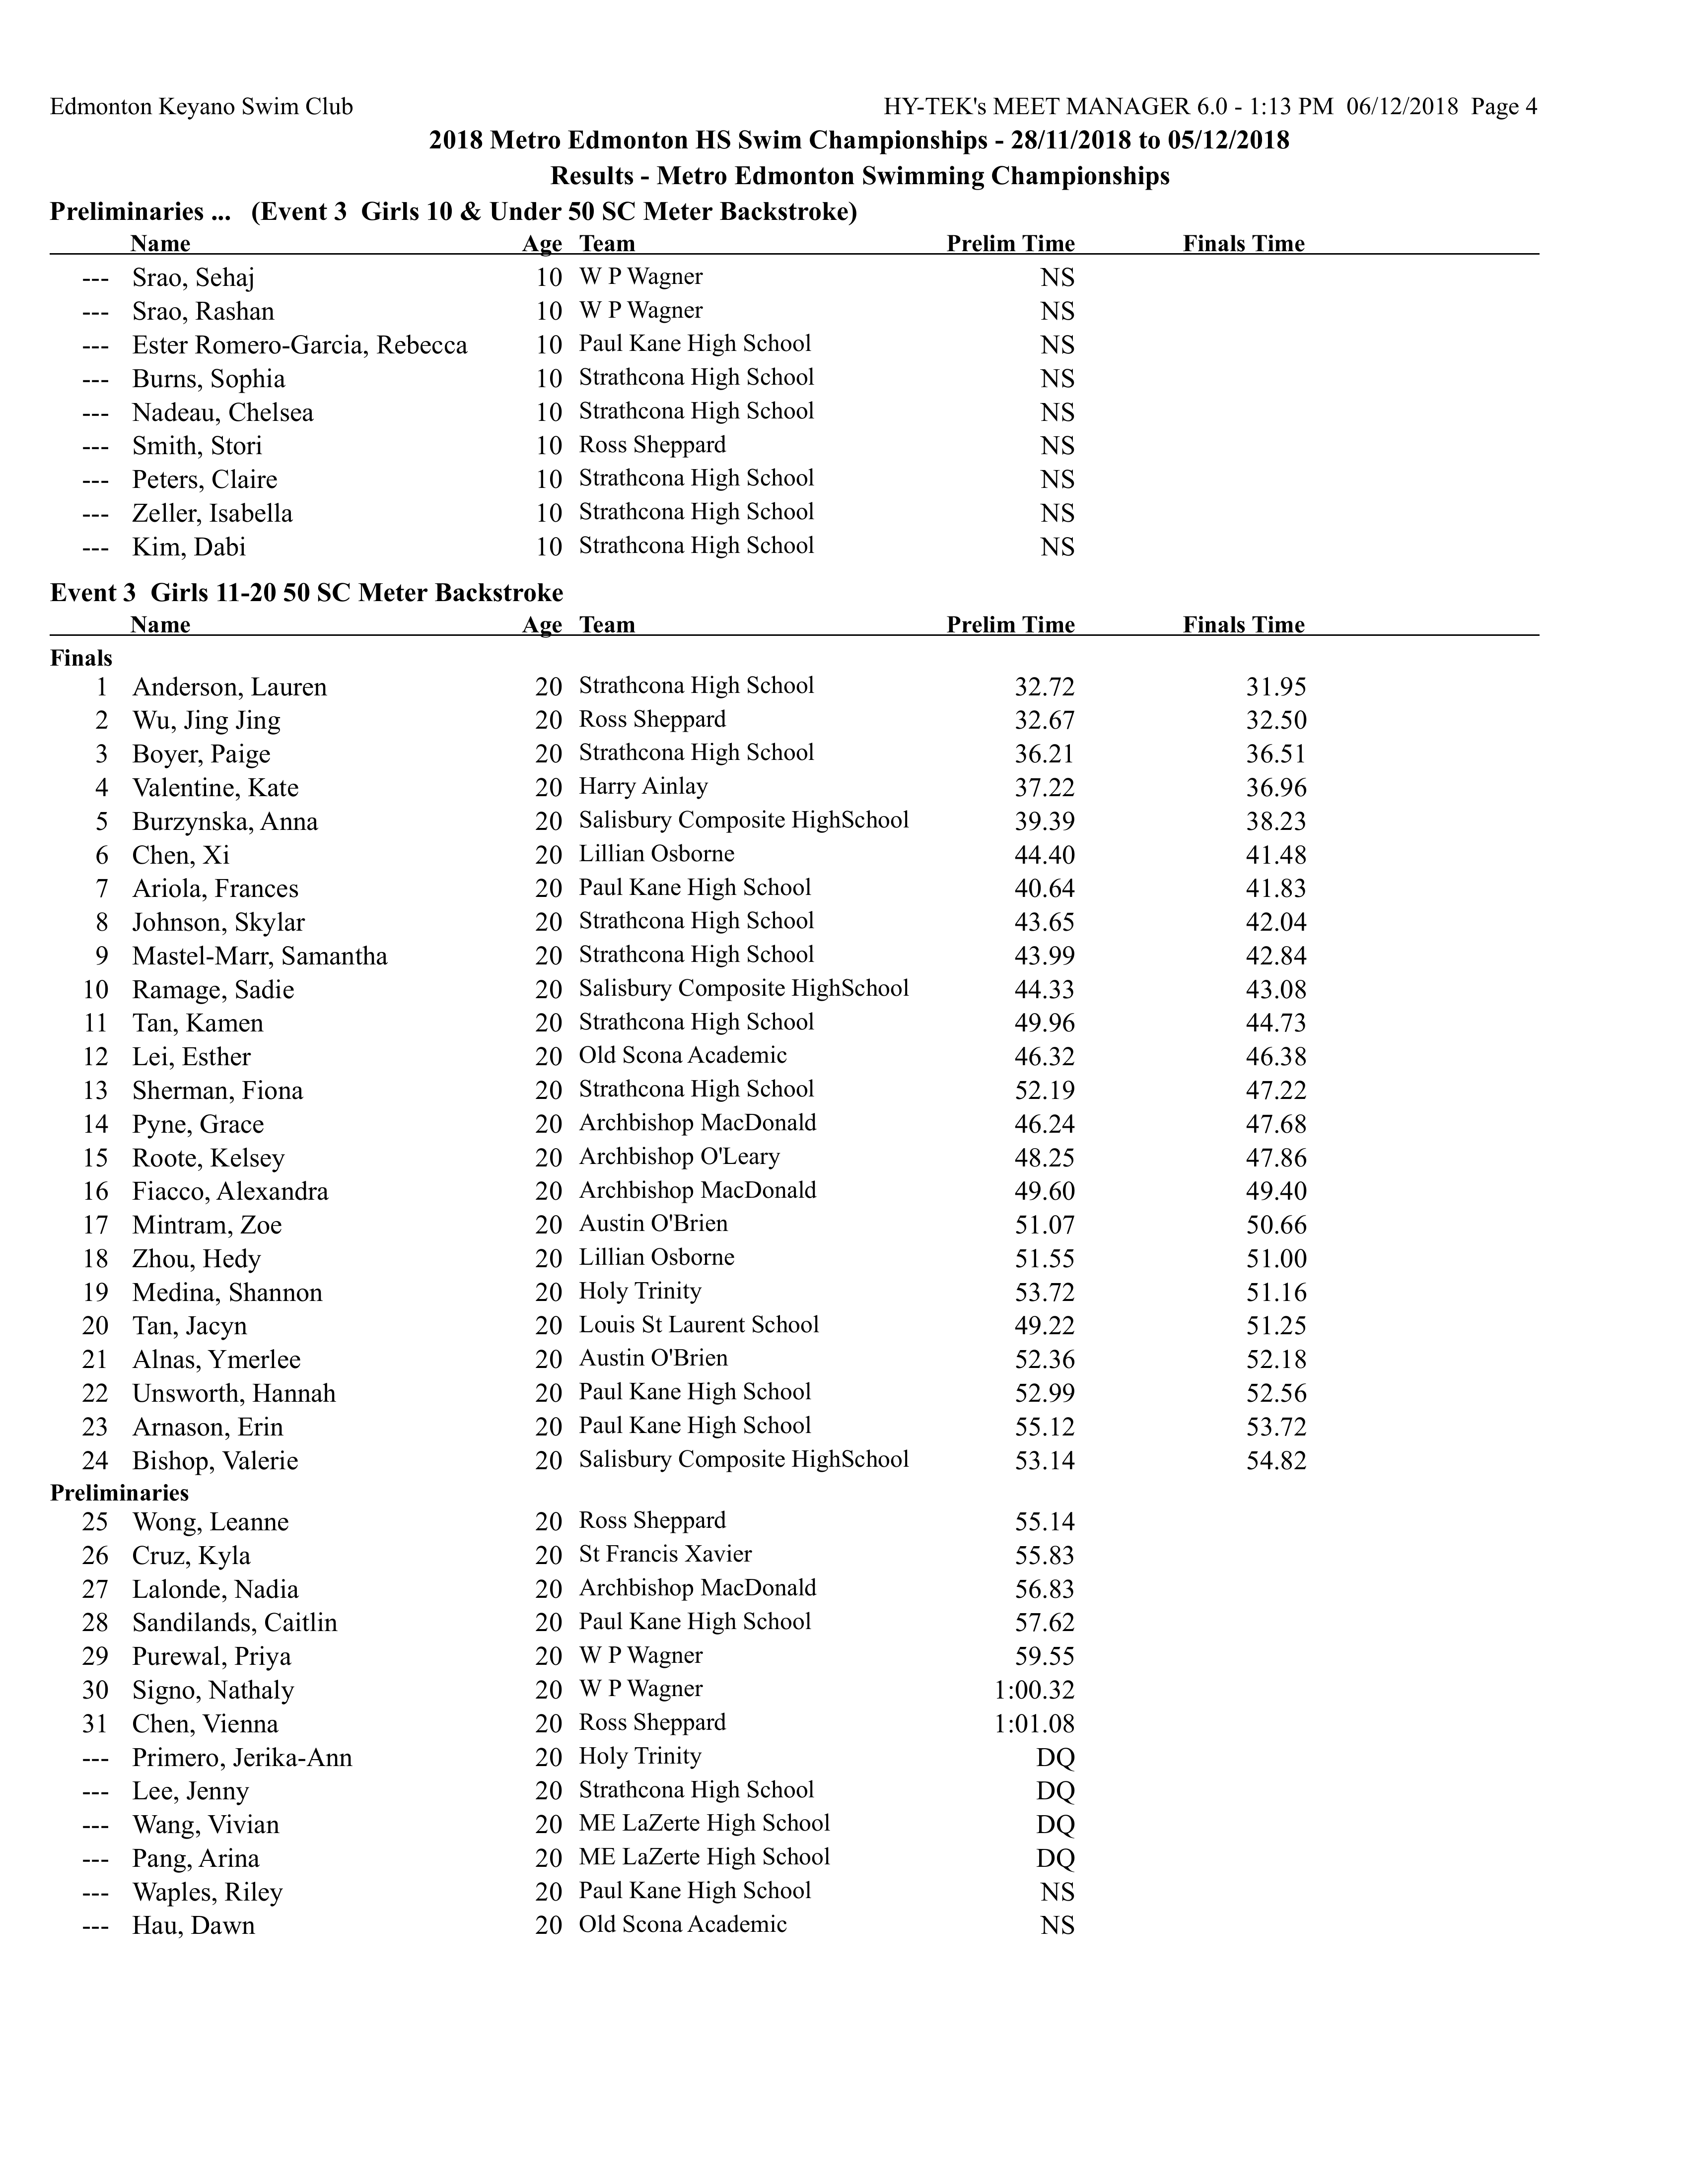 Edmonton Keyano Swim Club HY-TEK's MEET MANAGER 6.0 - 1:13 PM 06/12/2018 Page 4
2018 Metro Edmonton HS Swim Championships - 28/11/2018 to 05/12/2018
Results - Metro Edmonton Swimming Championships
Preliminaries ... (Event 3 Girls 10 & Under 50 SC Meter Backstroke)
Name Age Team Prelim Time Finals Time
--- Srao, Sehaj 10 W P Wagner NS
--- Srao, Rashan 10 W P Wagner NS
--- Ester Romero-Garcia, Rebecca 10 Paul Kane High School NS
--- Burns, Sophia 10 Strathcona High School NS
--- Nadeau, Chelsea 10 Strathcona High School NS
--- Smith, Stori 10 Ross Sheppard NS
--- Peters, Claire 10 Strathcona High School NS
--- Zeller, Isabella 10 Strathcona High School NS
--- Kim, Dabi 10 Strathcona High School NS
Event 3 Girls 11-20 50 SC Meter Backstroke
Name Age Team Prelim Time Finals Time
Finals
1 Anderson, Lauren 20 Strathcona High School 32.72 31.95
2 Wu, Jing Jing 20 Ross Sheppard 32.67 32.50
3 Boyer, Paige 20 Strathcona High School 36.21 36.51
4 Valentine, Kate 20 Harry Ainlay 37.22 36.96
5 Burzynska, Anna 20 Salisbury Composite HighSchool 39.39 38.23
6 Chen, Xi 20 Lillian Osborne 44.40 41.48
7 Ariola, Frances 20 Paul Kane High School 40.64 41.83
8 Johnson, Skylar 20 Strathcona High School 43.65 42.04
9 Mastel-Marr, Samantha 20 Strathcona High School 43.99 42.84
10 Ramage, Sadie 20 Salisbury Composite HighSchool 44.33 43.08
11 Tan, Kamen 20 Strathcona High School 49.96 44.73
12 Lei, Esther 20 Old Scona Academic 46.32 46.38
13 Sherman, Fiona 20 Strathcona High School 52.19 47.22
14 Pyne, Grace 20 Archbishop MacDonald 46.24 47.68
15 Roote, Kelsey 20 Archbishop O'Leary 48.25 47.86
16 Fiacco, Alexandra 20 Archbishop MacDonald 49.60 49.40
17 Mintram, Zoe 20 Austin O'Brien 51.07 50.66
18 Zhou, Hedy 20 Lillian Osborne 51.55 51.00
19 Medina, Shannon 20 Holy Trinity 53.72 51.16
20 Tan, Jacyn 20 Louis St Laurent School 49.22 51.25
21 Alnas, Ymerlee 20 Austin O'Brien 52.36 52.18
22 Unsworth, Hannah 20 Paul Kane High School 52.99 52.56
23 Arnason, Erin 20 Paul Kane High School 55.12 53.72
24 Bishop, Valerie 20 Salisbury Composite HighSchool 53.14 54.82
Preliminaries
25 Wong, Leanne 20 Ross Sheppard 55.14
26 Cruz, Kyla 20 St Francis Xavier 55.83
27 Lalonde, Nadia 20 Archbishop MacDonald 56.83
28 Sandilands, Caitlin 20 Paul Kane High School 57.62
29 Purewal, Priya 20 W P Wagner 59.55
30 Signo, Nathaly 20 W P Wagner 1:00.32
31 Chen, Vienna 20 Ross Sheppard 1:01.08
--- Primero, Jerika-Ann 20 Holy Trinity DQ
--- Lee, Jenny 20 Strathcona High School DQ
--- Wang, Vivian 20 ME LaZerte High School DQ
--- Pang, Arina 20 ME LaZerte High School DQ
--- Waples, Riley 20 Paul Kane High School NS
--- Hau, Dawn 20 Old Scona Academic NS